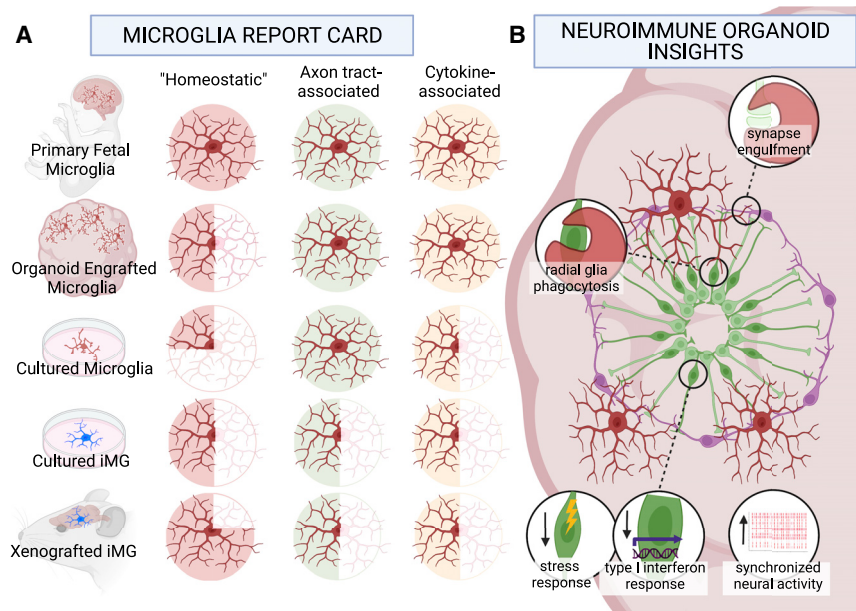 A
MICROGLIA REPORT CARD
"Homeostatic"
Axon tract-
associated
Cytokine-
associated
Primary Fetal
Microglia
Organoid Engrafted
Microglia
Cultured Microglia
Cultured iMG
Xenografted iMG
B
NEUROIMMUNE ORGANOID
INSIGHTS
synapse
engulfment
radial glia
phagocytosis
stress
response
type I interferon
response
synchronized
neural activity